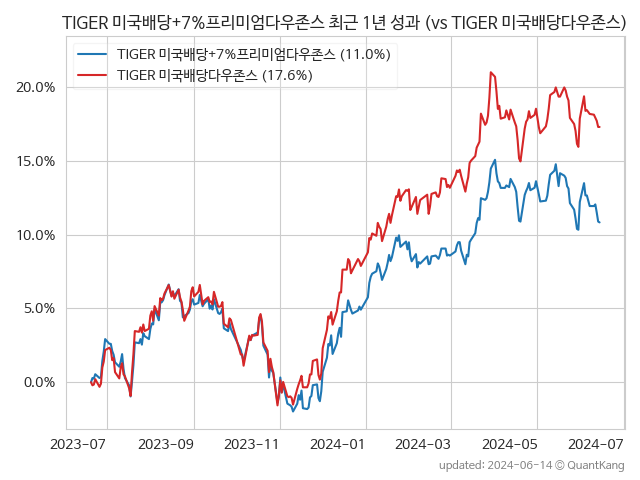 TIGER 미국배당+7%프리미엄다우존스 최근 1년 성과 (vs TIGER 미국배당다우존스)
TIGER 미국배당+7%프리미엄다우존스 (11.0%)
TIGER 미국배당다우존스 (17.6%)
20.0%
15.0%
10.0%
5.0%
0.0%
2023-07 2023-09 2023-11 2024-01 2024-03 2024-05 2024-07
updated: 2024-06-14 © QuantKang